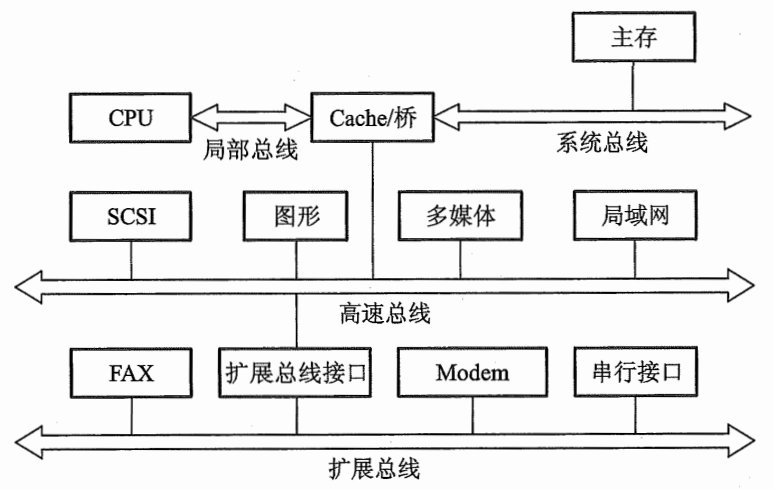 主存
CPU
Cache/桥
局部总线
系统总线
SCSI
图形
多媒体
局域网
高速总线
FAX
扩展总线接口
Modem
串行接口
扩展总线